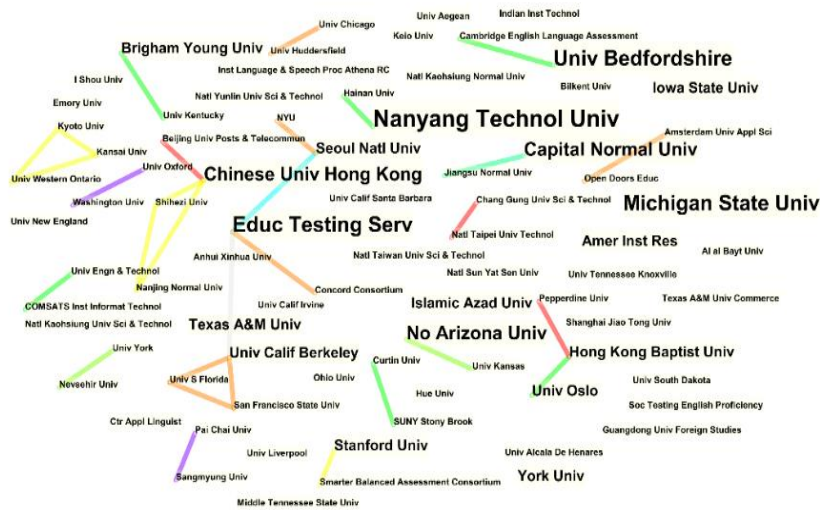 Univ Aegean
Indian Inst Technol
Univ Chicago
Keio Univ
Cambridge English Language Assessment
Brigham Young Univ
Univ Huddersfield
Univ Bedfordshire
Inst Language & Speech Proc Athena RC
I Shou Univ
Natl Kaohsiung Normal Univ
Bilkent Univ
Iowa State Univ
Natl Yunlin Univ Sci & Technol
Hainan Univ
Emory Univ
Univ Kentucky
NYU
Nanyang Technol Univ
Kyoto Univ
Beijing Univ Posts & Telecommun
Amsterdam Univ Appl Sci
Kansai Univ
Seoul Natl Univ
Capital Normal Univ
Univ Oxford
Chinese Univ Hong Kong
Jiangsu Normal Univ
Open Doors Educ
Univ Western Ontario
Washington Univ
Shihezi Univ
Univ Calif Santa Barbara
Chang Gung Univ Sci & Technol
Michigan State Univ
Univ New England
Educ Testing Serv
Natl Taipei Univ Technol
Amer Inst Res
Al al Bayt Univ
Anhui Xinhua Univ
Natl Taiwan Univ Sci & Technol
Univ Engn & Technol
Natl Sun Yat Sen Univ
Univ Tennessee Knoxville
Nanjing Normal Univ
Concord Consortium
COMSATS Inst Informat Technol
Univ Calif Irvine
Islamic Azad Univ
Pepperdine Univ
Texas A&M Univ Commerce
Natl Kaohsiung Univ Sci & Technol
Texas A&M Univ
No Arizona Univ
Shanghai Jiao Tong Univ
Univ York
Univ Calif Berkeley
Curtin Univ
Univ Kansas
Hong Kong Baptist Univ
Nevsehir Univ
Univ S Florida
Ohio Univ
Hue Univ
Univ Oslo
Univ South Dakota
San Francisco State Univ
Soc Testing English Proficiency
Ctr Appl Linguist
Pai Chai Univ
SUNY Stony Brook
Guangdong Univ Foreign Studies
Univ Liverpool
Stanford Univ
Univ Alcala De Henares
Sangmyung Univ
Smarter Balanced Assessment Consortium
York Univ
Middle Tennessee State Univ